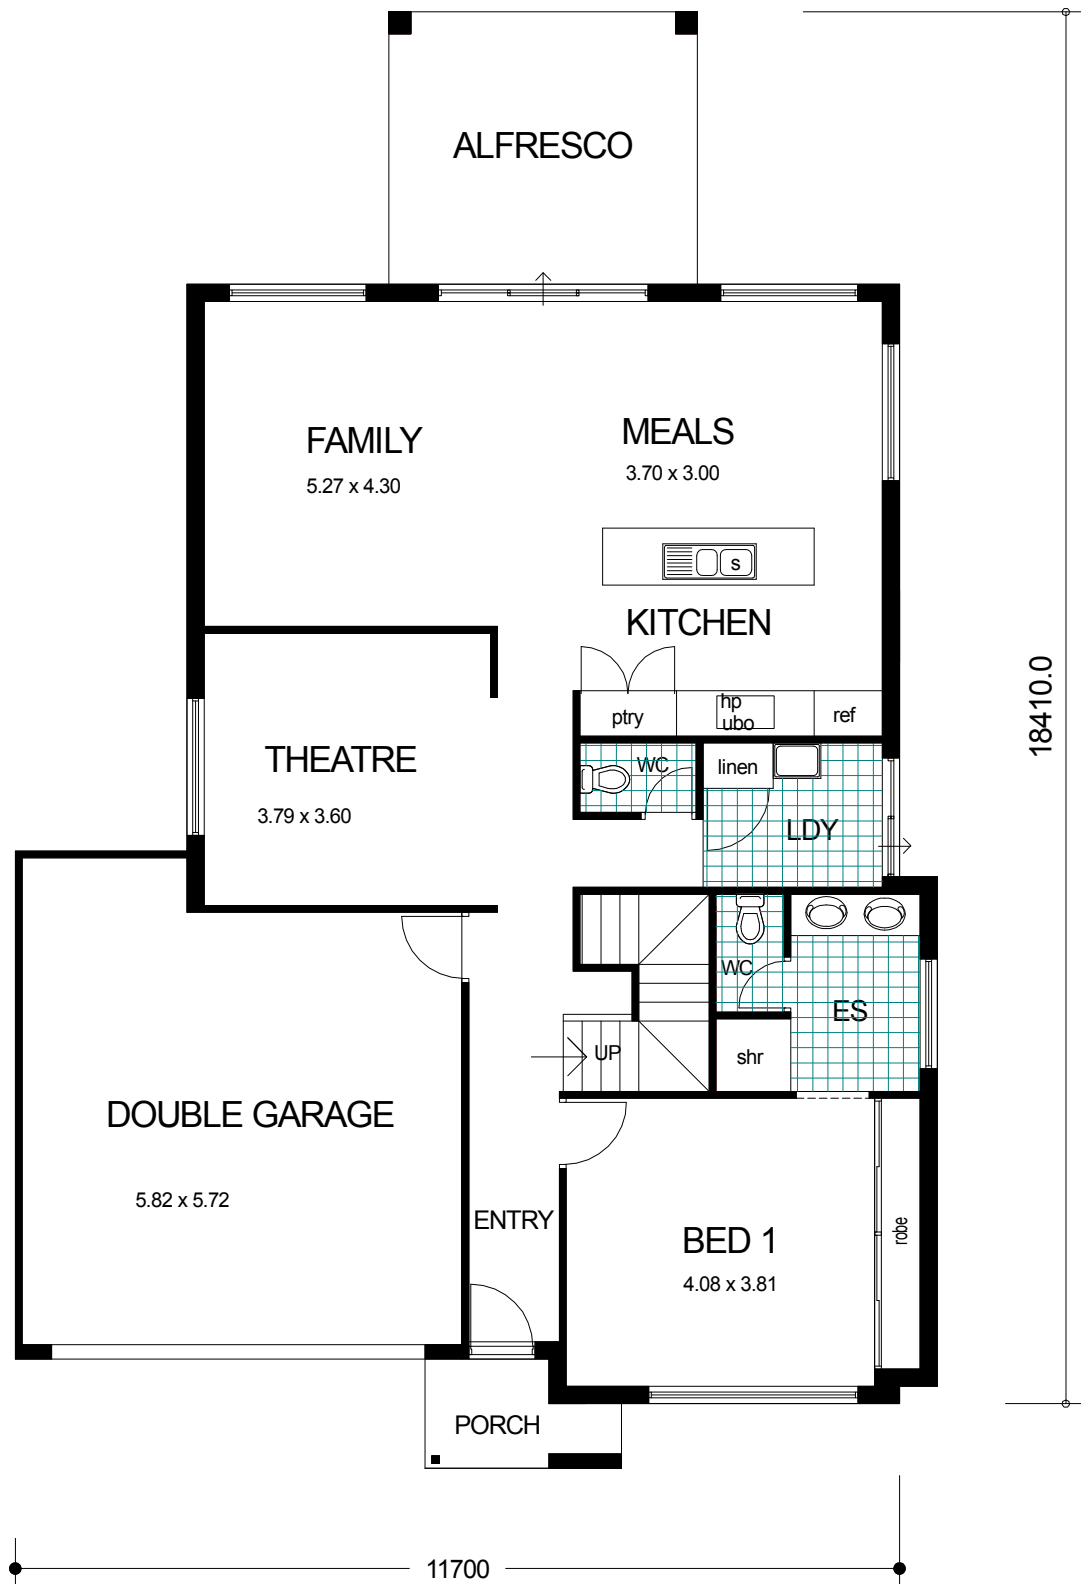 ALFRESCO
FAMILY
5.27 x 4.30
MEALS
3.70 x 3.00
s
KITCHEN
18410.0
ptry
hp
ubo
ref
THEATRE
3.79 x 3.60
WC
linen
LDY
WC
ES
UP
shr
DOUBLE GARAGE
5.82 x 5.72
ENTRY
BED 1
4.08 x 3.81
robe
PORCH
11700